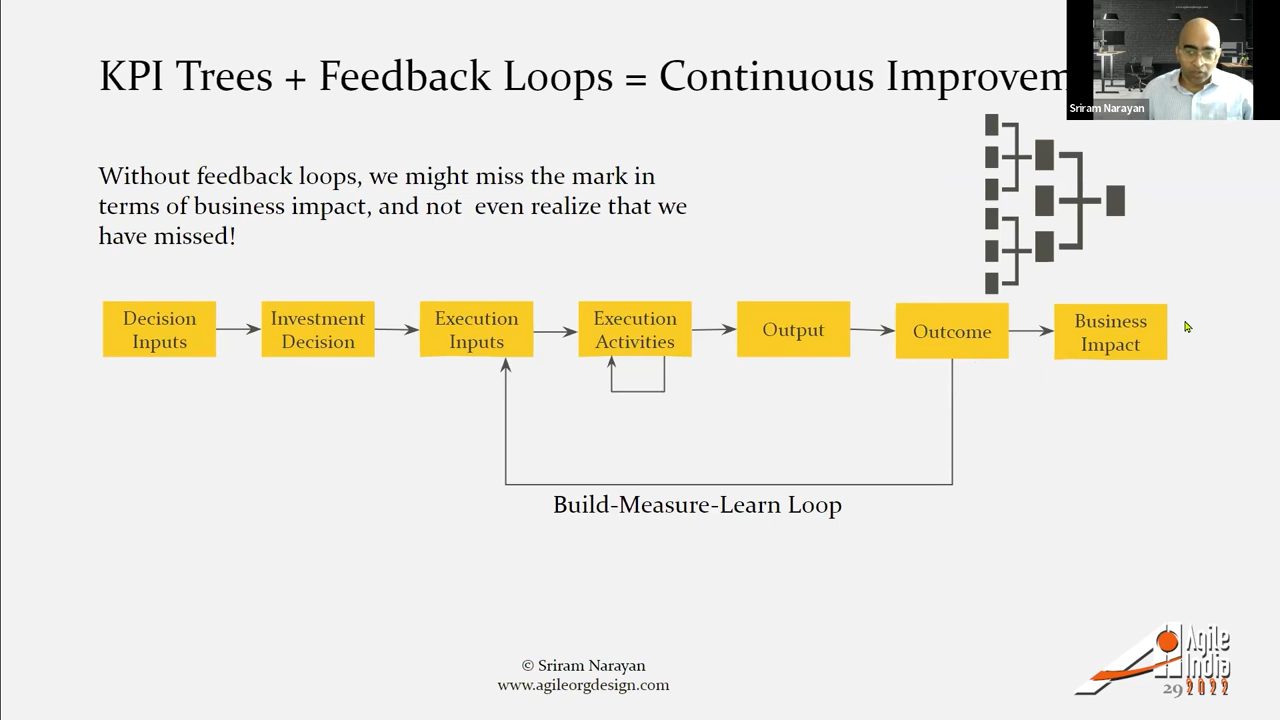 KPI Trees + Feedback Loops = Continuous Improvem
Sriram Narayan
Without feedback loops, we might miss the mark in
terms of business impact, and not even realize that we
have missed!
Decision
Inputs
Investment
Decision
Execution
Inputs
Execution
Activities
Output
Outcome
Business
Impact
Build-Measure-Learn Loop
© Sriram Narayan
www.agileorgdesign.com
Agile
India
2022
29